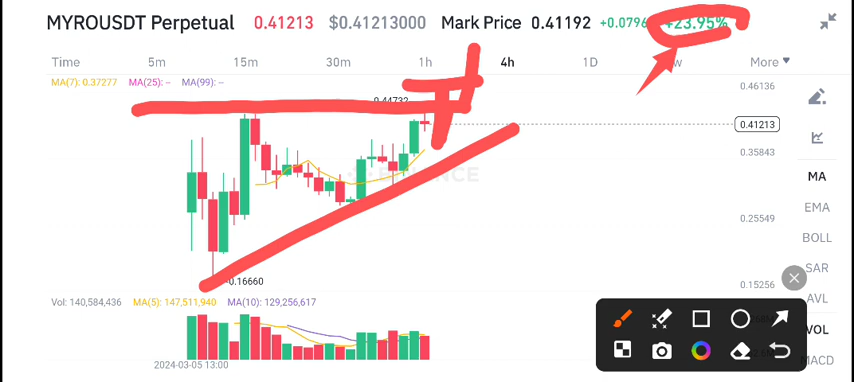 MYROUSDT Perpetual 0.41213 $0.41213000 Mark Price 0.41192 +0.0796 +23.95%
Time 5m 15m 30m 1h 4h 1D w More
MA(7): 0.37277 MA(25): – MA(99): –
0.44732
0.46136
0.41213
0.35843
BINANCE
MA
EMA
0.25549
BOLL
SAR
0.16660
0.15256
AVL
Vol: 140,584,436 MA(5): 147,511,940 MA(10): 129,256,617
VOL
MACD
2024-03-05 13:00